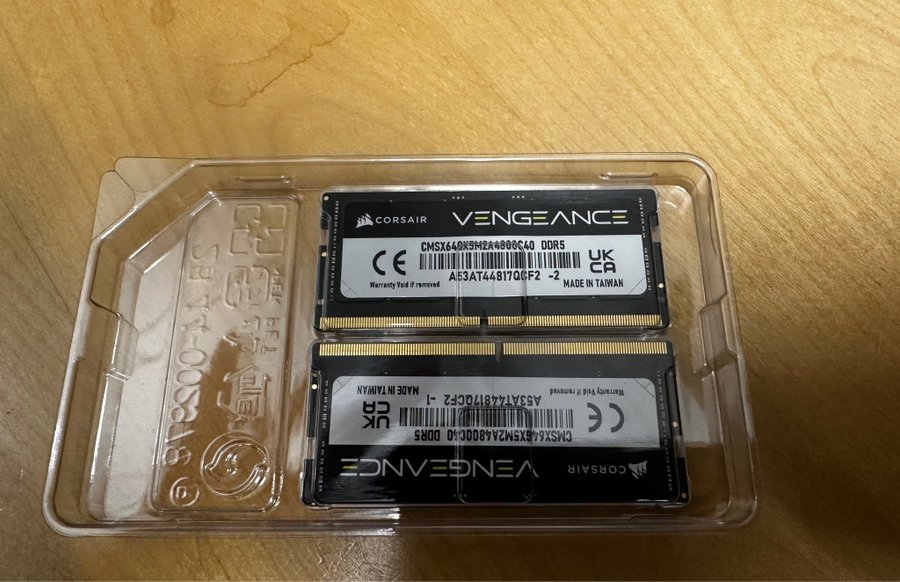 CORSAIR VENGEANCE
CMSX64GX5M2A4800C40 DDR5
CE
UK
CA
A53AT44817QCF2 -2
Warranty Void if removed
MADE IN TAIWAN
CORSAIR VENGEANCE
CMSX64GX5M2A4800C40 DDR5
CE
UK
CA
A53AT44817QCF2 -1
Warranty Void if removed
MADE IN TAIWAN
PET